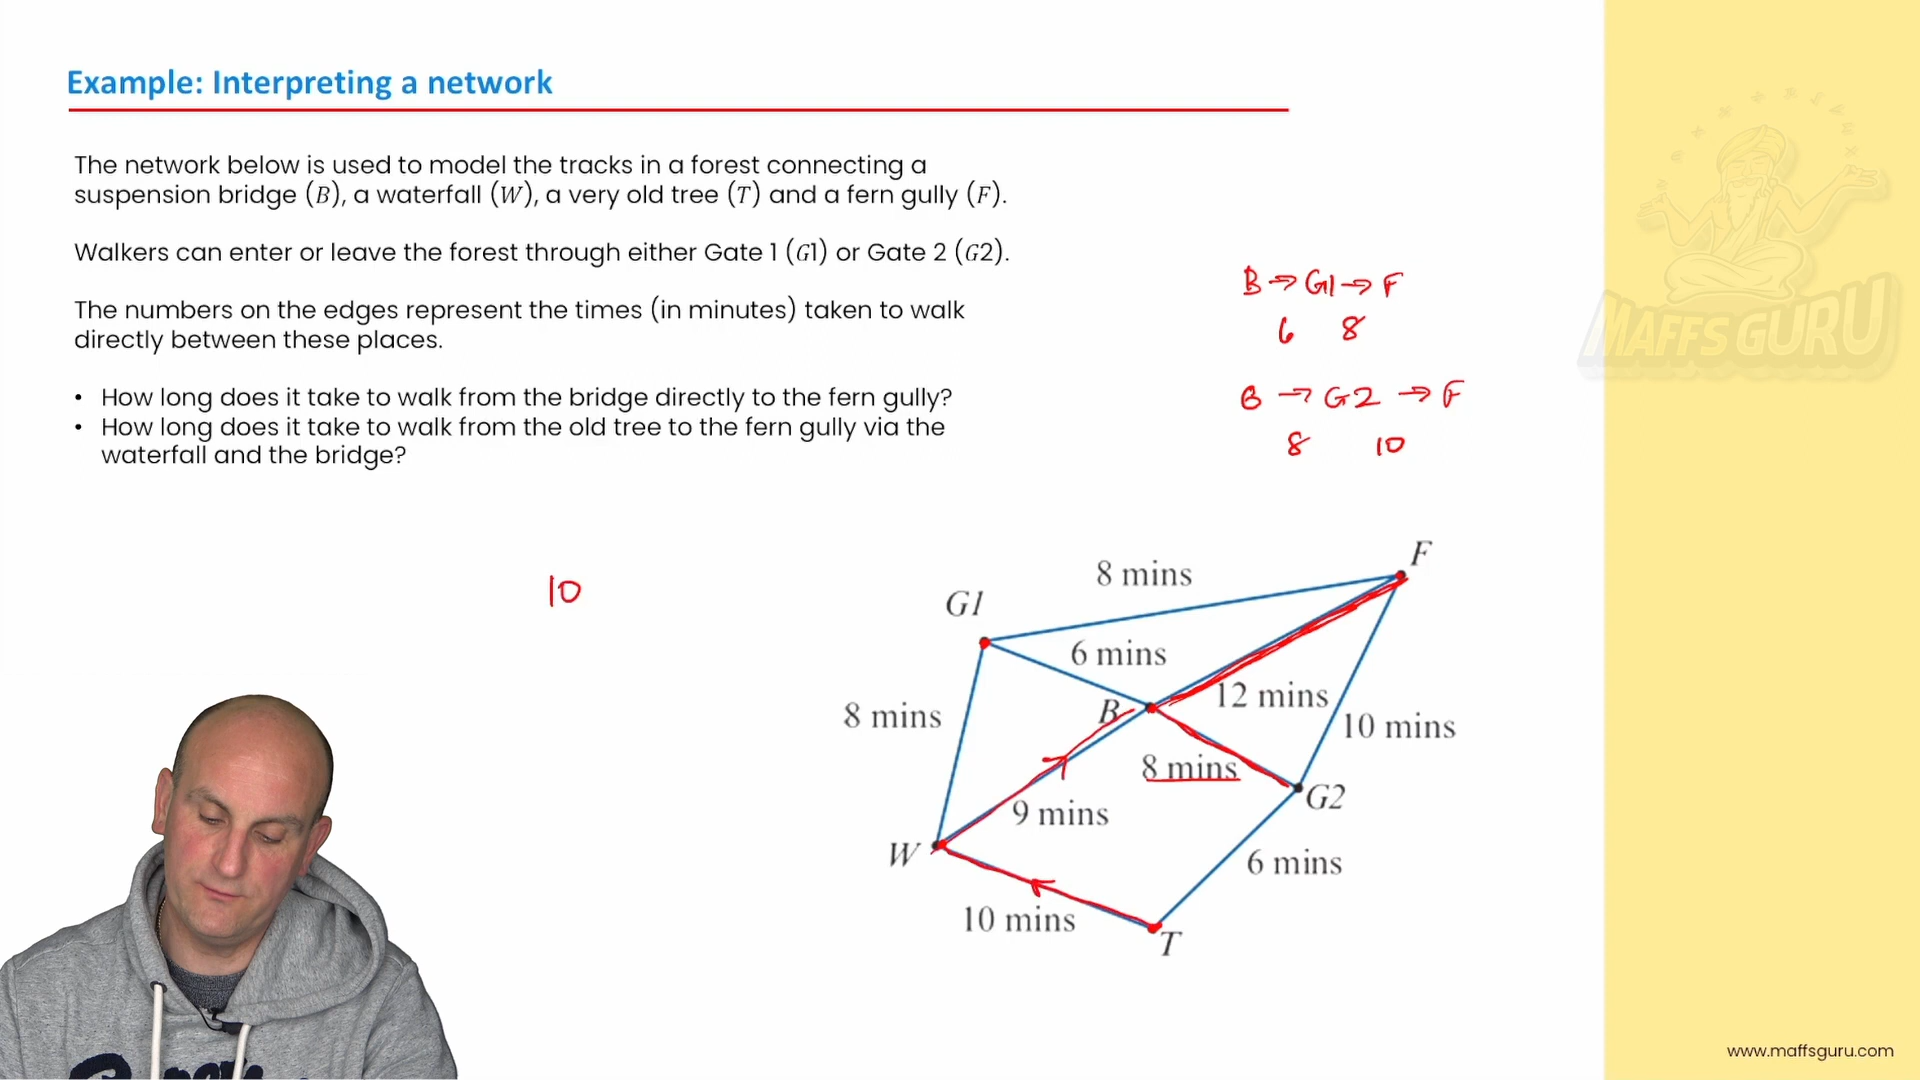 Example: Interpreting a network
The network below is used to model the tracks in a forest connecting a
suspension bridge (B), a waterfall (W), a very old tree (T) and a fern gully (F).
Walkers can enter or leave the forest through either Gate 1 (G1) or Gate 2 (G2).
The numbers on the edges represent the times (in minutes) taken to walk
directly between these places.
• How long does it take to walk from the bridge directly to the fern gully?
• How long does it take to walk from the old tree to the fern gully via the
waterfall and the bridge?
B → G1 → F
6 8
B → G2 → F
8 10
10
F
8 mins
G1
6 mins
12 mins
B
8 mins
10 mins
8 mins
G2
9 mins
W
6 mins
10 mins
T
MAFFS GURU
www.maffsguru.com